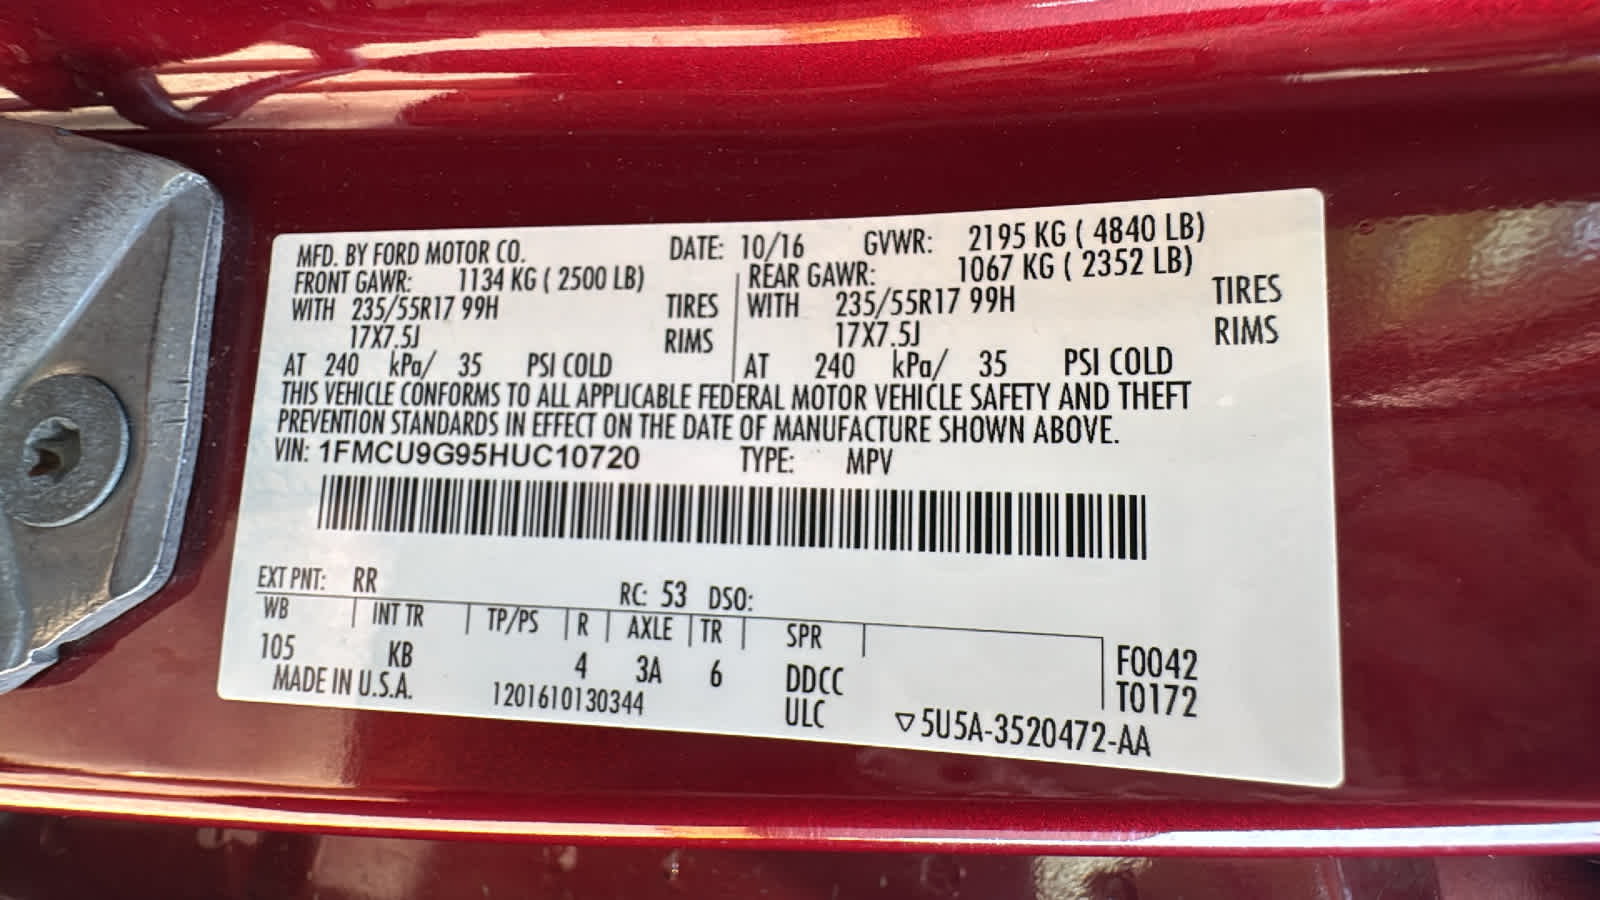 MFD. BY FORD MOTOR CO. DATE: 10/16 GVWR: 2195 KG ( 4840 LB)
FRONT GAWR: 1134 KG ( 2500 LB) REAR GAWR: 1067 KG ( 2352 LB)
WITH 235/55R17 99H TIRES WITH 235/55R17 99H TIRES
17X7.5J RIMS 17X7.5J RIMS
AT 240 kPa/ 35 PSI COLD AT 240 kPa/ 35 PSI COLD
THIS VEHICLE CONFORMS TO ALL APPLICABLE FEDERAL MOTOR VEHICLE SAFETY AND THEFT
PREVENTION STANDARDS IN EFFECT ON THE DATE OF MANUFACTURE SHOWN ABOVE.
VIN: 1FMCU9G95HUC10720 TYPE: MPV
EXT PNT: RR RC: 53 DSO:
WB INT TR TP/PS R AXLE TR SPR
105 KB 4 3A 6 DDCC F0042
MADE IN U.S.A. 1201610130344 ULC T0172
▽5U5A-3520472-AA